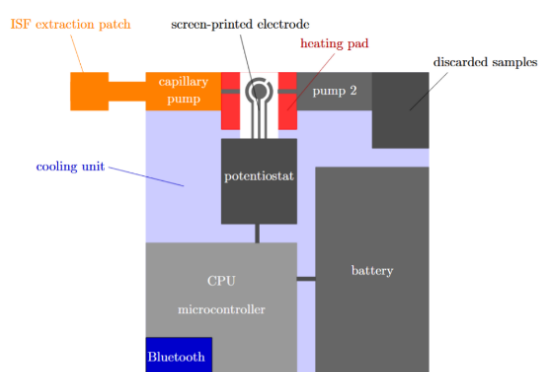 ISF extraction patch
screen-printed electrode
heating pad
discarded samples
capillary
pump
pump 2
cooling unit
potentiostat
CPU
microcontroller
battery
Bluetooth